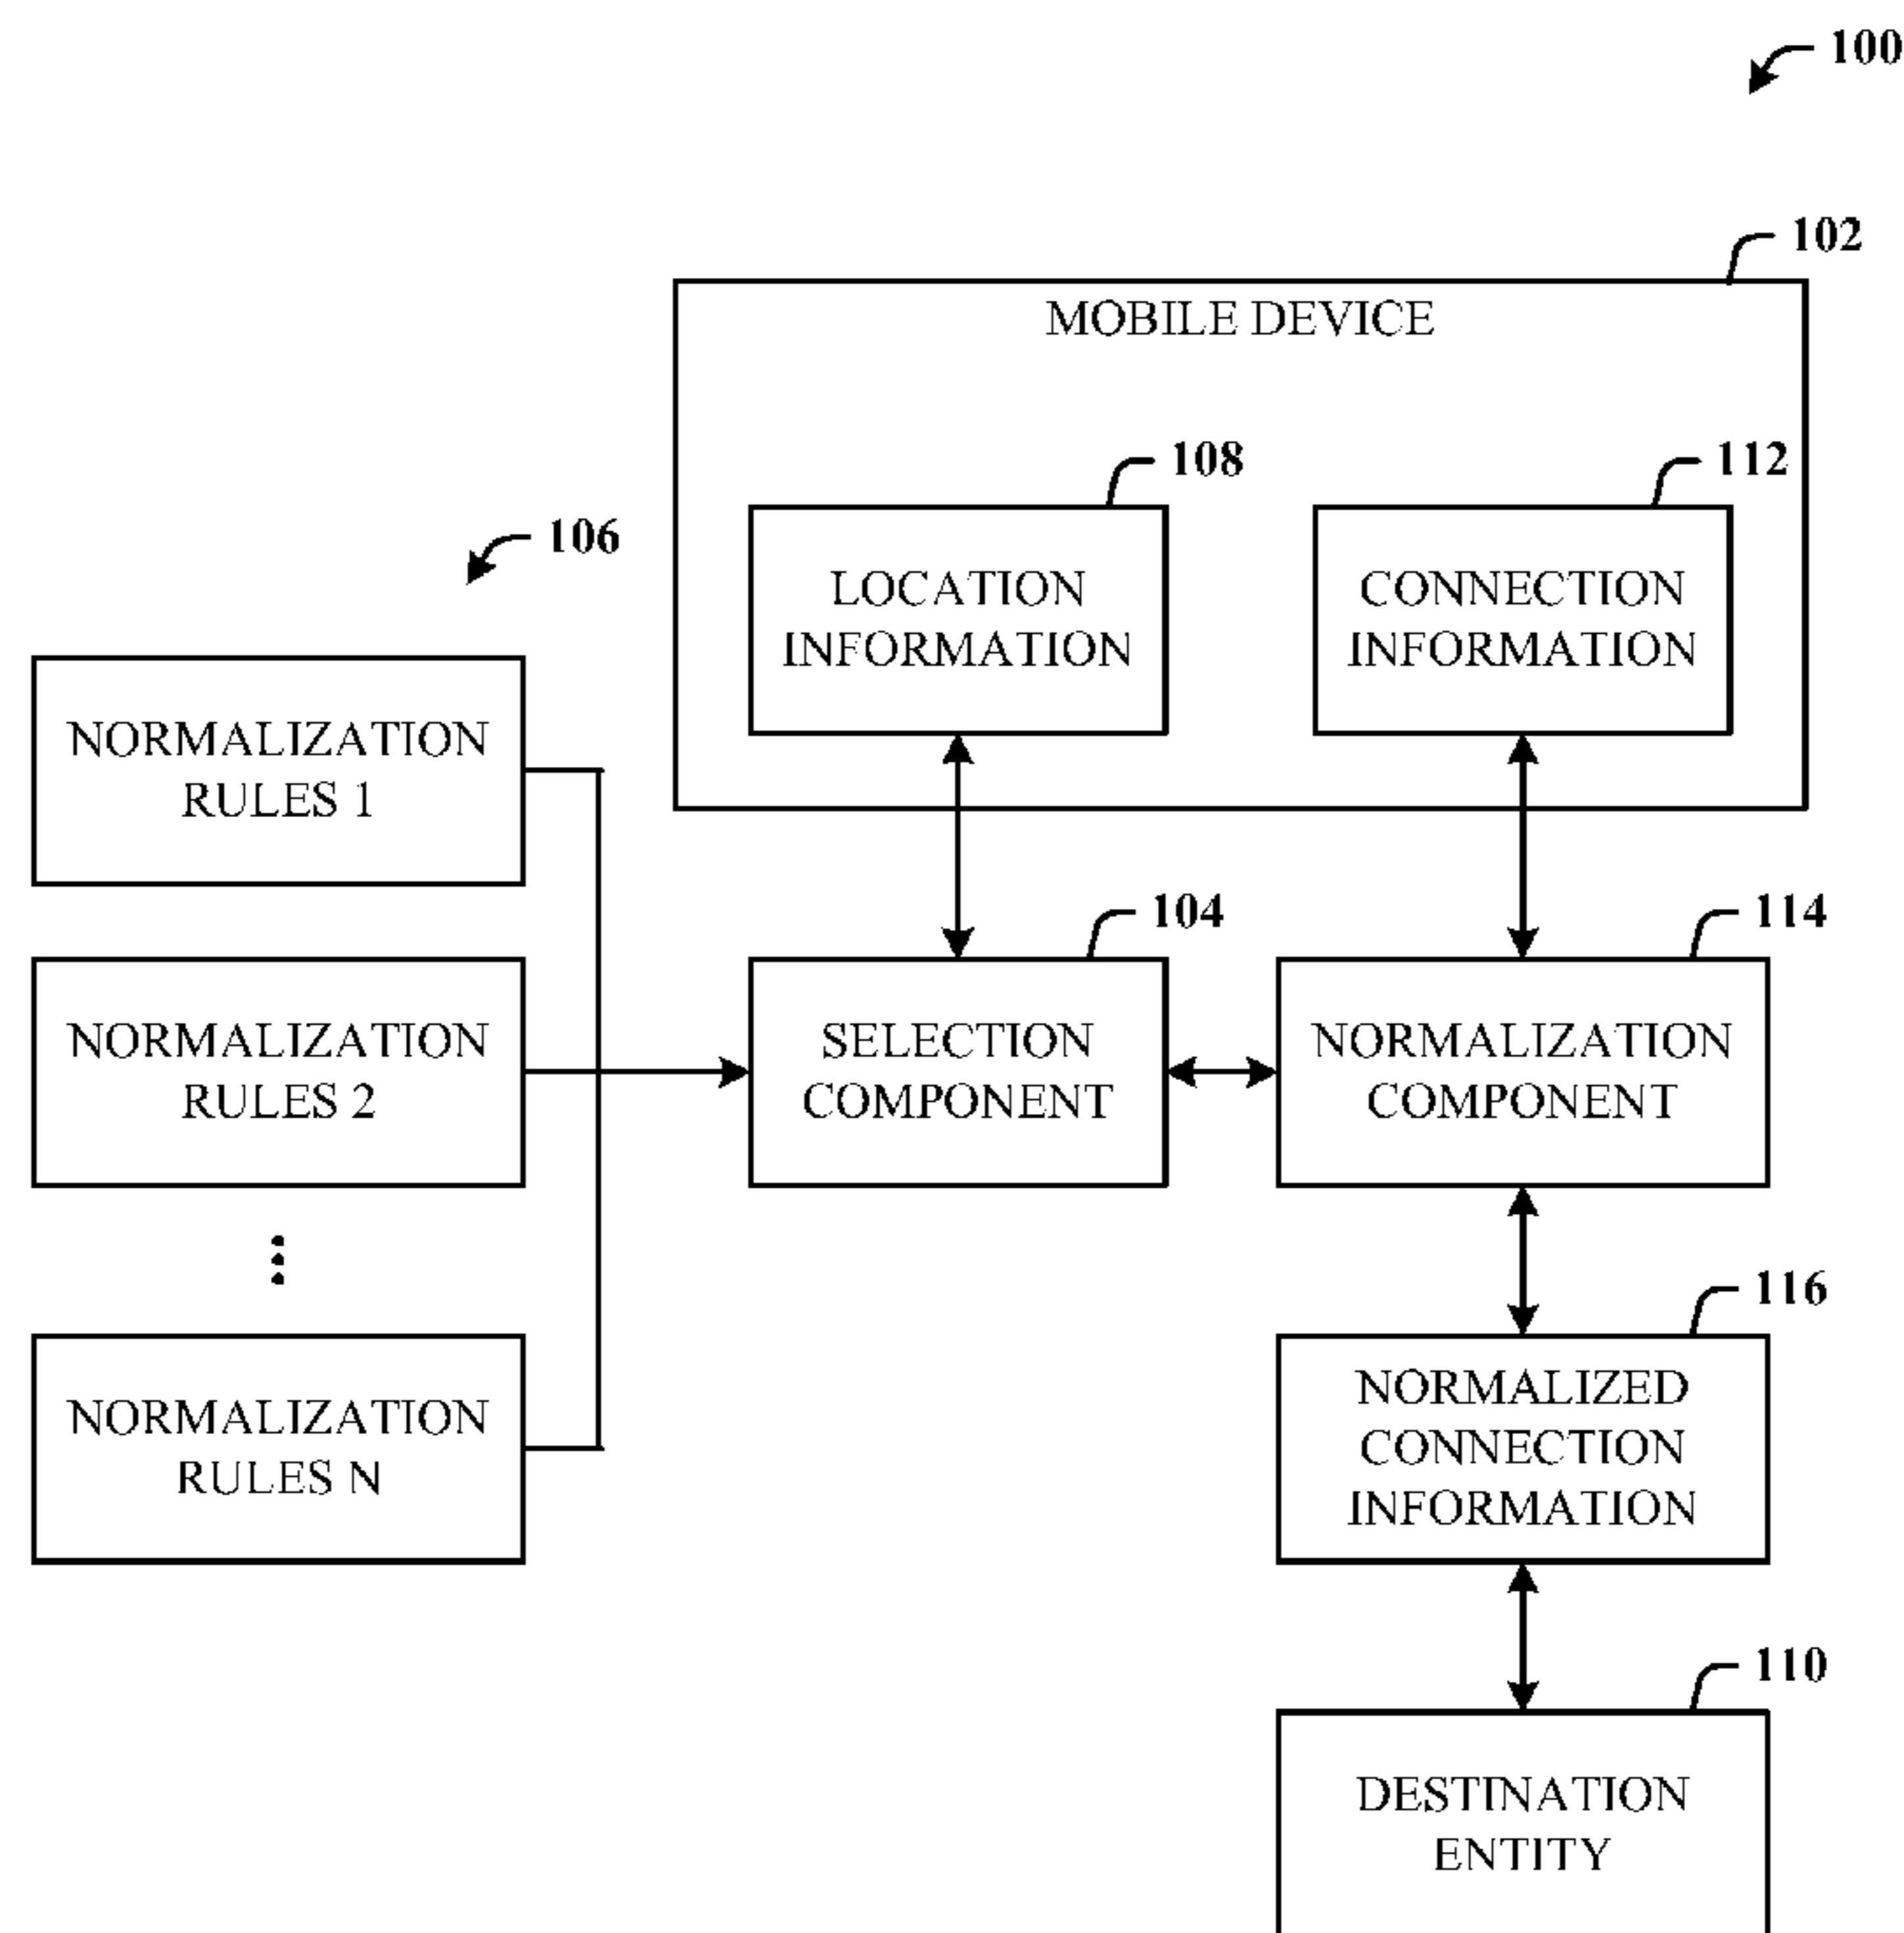 100
102
MOBILE DEVICE
108
112
106
LOCATION
INFORMATION
CONNECTION
INFORMATION
NORMALIZATION
RULES 1
104
114
NORMALIZATION
RULES 2
SELECTION
COMPONENT
NORMALIZATION
COMPONENT
116
NORMALIZATION
RULES N
NORMALIZED
CONNECTION
INFORMATION
110
DESTINATION
ENTITY